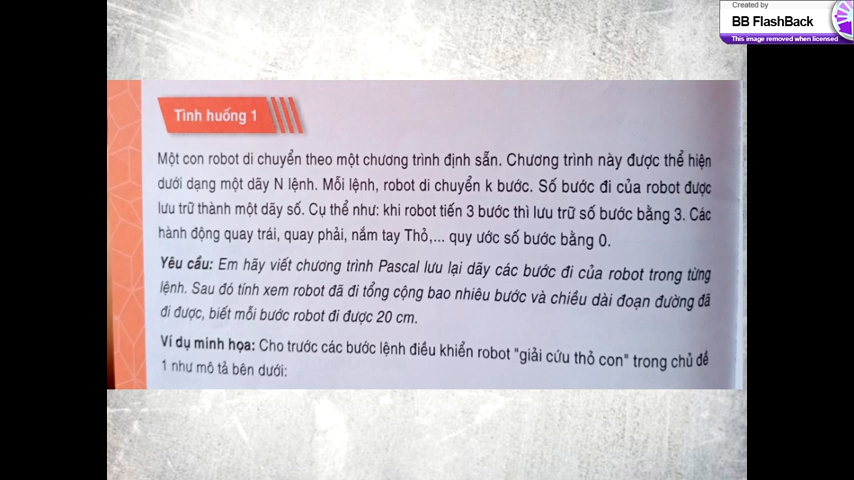 Created by
BB FlashBack
This image removed when licensed
Tình huống 1
Một con robot di chuyển theo một chương trình định sẵn. Chương trình này được thể hiện
dưới dạng một dãy N lệnh. Mỗi lệnh, robot di chuyển k bước. Số bước đi của robot được
lưu trữ thành một dãy số. Cụ thể như: khi robot tiến 3 bước thì lưu trữ số bước bằng 3. Các
hành động quay trái, quay phải, nắm tay Thỏ,... quy ước số bước bằng 0.
Yêu cầu: Em hãy viết chương trình Pascal lưu lại dãy các bước đi của robot trong từng
lệnh. Sau đó tính xem robot đã đi tổng cộng bao nhiêu bước và chiều dài đoạn đường đã
đi được, biết mỗi bước robot đi được 20 cm.
Ví dụ minh họa: Cho trước các bước lệnh điều khiển robot "giải cứu thỏ con" trong chủ đề
1 như mô tả bên dưới: